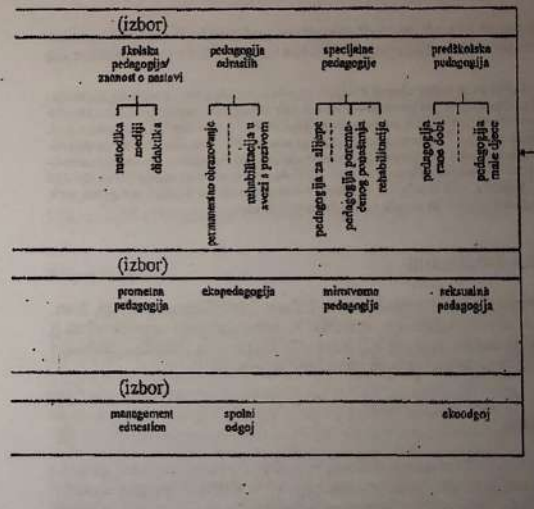 (izbor)
školska
pedagogija/
znanost o nastavi
pedagogija
odraslih
specijalne
pedagogije
predškolska
pedagogija
metodika
mediji
didaktika
permanentno obrazovanje
rehabilitacija u
svezi s pozivom
pedagogija za slijepe
pedagogija poreme-
ćenog ponašanja
rehabilitacija
pedagogija
rane dobi
pedagogija
male djece
(izbor)
prometna
pedagogija
ekopedagogija
mirotvorna
pedagogija
seksualna
pedagogija
(izbor)
management
education
spolni
odgoj
ekoodgoj